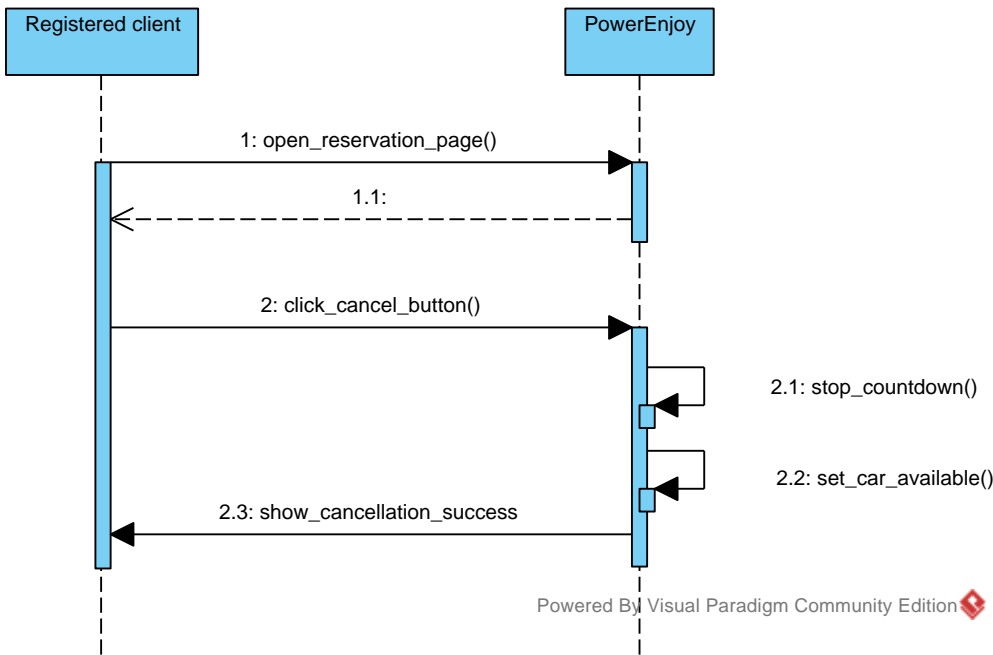 Registered client
PowerEnjoy
1: open_reservation_page()
1.1:
2: click_cancel_button()
2.1: stop_countdown()
2.2: set_car_available()
2.3: show_cancellation_success
Powered By Visual Paradigm Community Edition